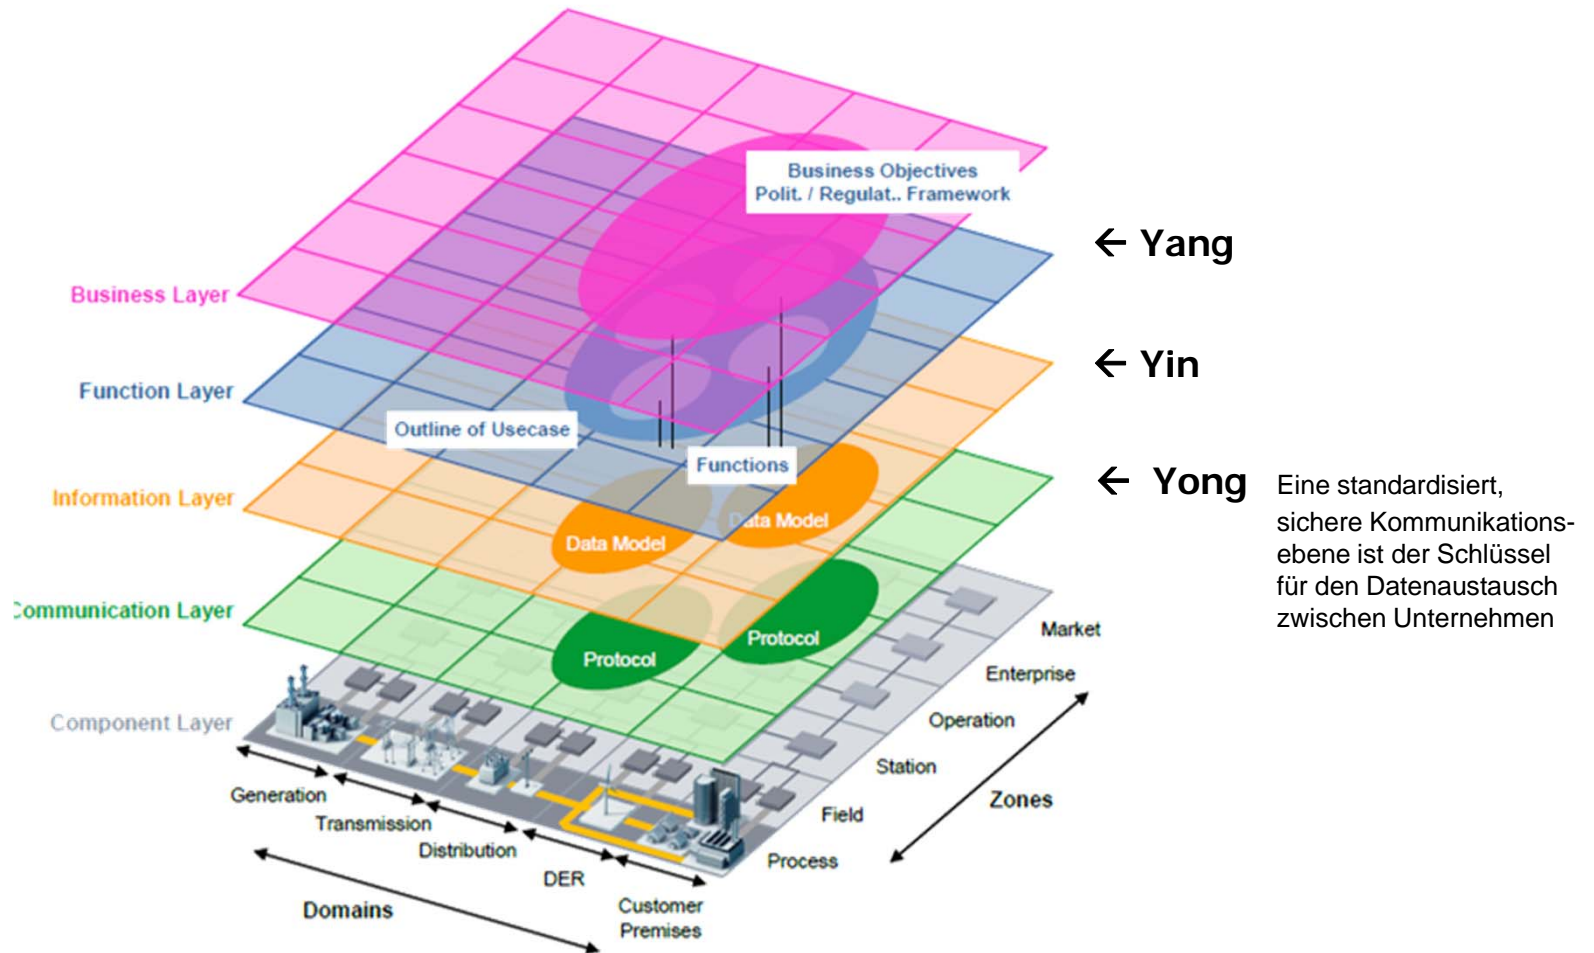 Business Objectives
Polit. / Regulat.. Framework
← Yang
Business Layer
← Yin
Function Layer
Outline of Usecase
Functions
← Yong
Eine standardisiert,
sichere Kommunikations-
ebene ist der Schlüssel
für den Datenaustausch
zwischen Unternehmen
Information Layer
Data Model
Data Model
Communication Layer
Protocol
Protocol
Component Layer
Market
Enterprise
Operation
Station
Field
Process
Zones
Generation
Transmission
Distribution
DER
Customer
Premises
Domains